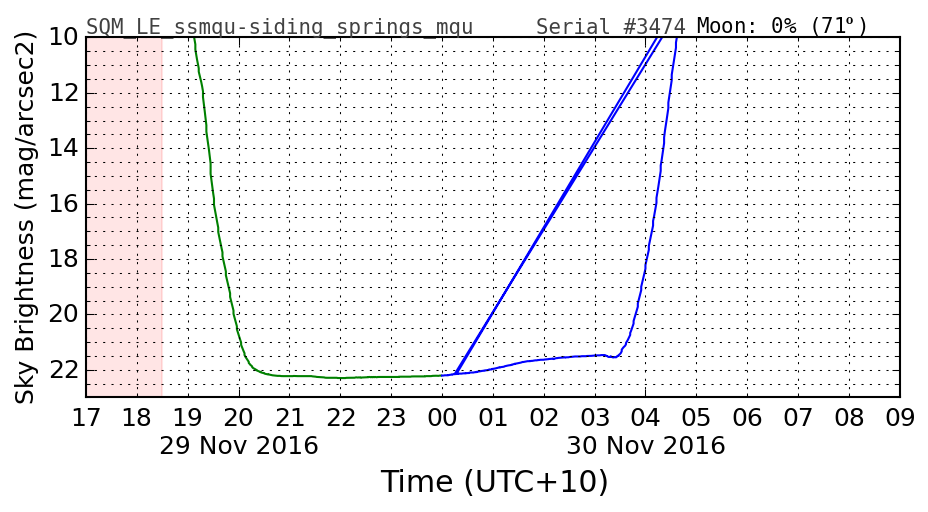 SQM_LE_ssmqu-siding_springs_mqu Serial #3474 Moon: 0% (71°)
Sky Brightness (mag/arcsec2)
10
12
14
16
18
20
22
17 18 19 20 21 22 23 00 01 02 03 04 05 06 07 08 09
29 Nov 2016 30 Nov 2016
Time (UTC+10)